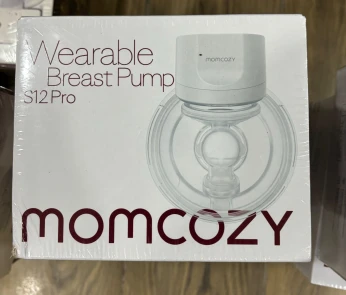 Wearable
Breast Pump
S12 Pro
momcozy
momcozy